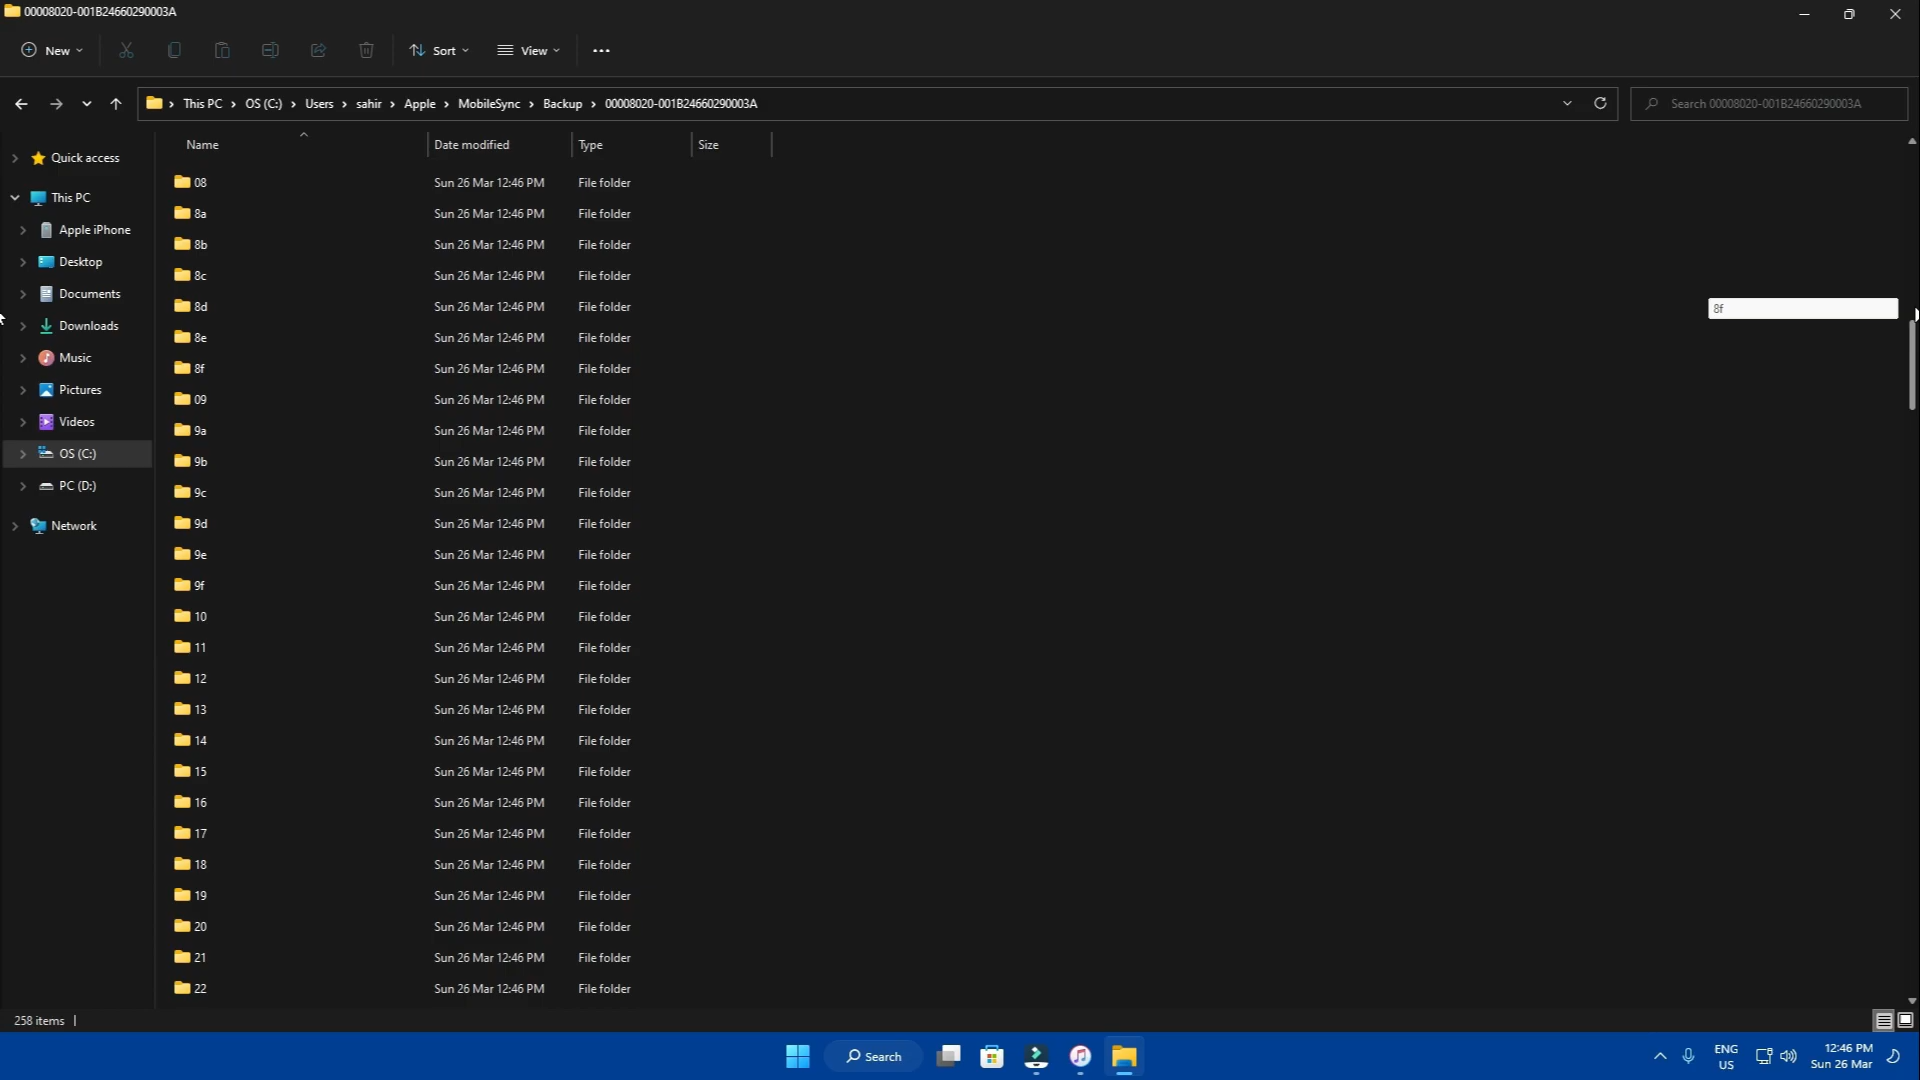 00008020-001B24660290003A
New Sort View
This PC OS (C:) Users sahir Apple MobileSync Backup 00008020-001B24660290003A Search 00008020-001B24660290003A
Name Date modified Type Size
Quick access
This PC
Apple iPhone
Desktop
Documents
Downloads
Music
Pictures
Videos
OS (C:)
PC (D:)
Network
08 Sun 26 Mar 12:46 PM File folder
8a Sun 26 Mar 12:46 PM File folder
8b Sun 26 Mar 12:46 PM File folder
8c Sun 26 Mar 12:46 PM File folder
8d Sun 26 Mar 12:46 PM File folder
8f
8e Sun 26 Mar 12:46 PM File folder
8f Sun 26 Mar 12:46 PM File folder
09 Sun 26 Mar 12:46 PM File folder
9a Sun 26 Mar 12:46 PM File folder
9b Sun 26 Mar 12:46 PM File folder
9c Sun 26 Mar 12:46 PM File folder
9d Sun 26 Mar 12:46 PM File folder
9e Sun 26 Mar 12:46 PM File folder
9f Sun 26 Mar 12:46 PM File folder
10 Sun 26 Mar 12:46 PM File folder
11 Sun 26 Mar 12:46 PM File folder
12 Sun 26 Mar 12:46 PM File folder
13 Sun 26 Mar 12:46 PM File folder
14 Sun 26 Mar 12:46 PM File folder
15 Sun 26 Mar 12:46 PM File folder
16 Sun 26 Mar 12:46 PM File folder
17 Sun 26 Mar 12:46 PM File folder
18 Sun 26 Mar 12:46 PM File folder
19 Sun 26 Mar 12:46 PM File folder
20 Sun 26 Mar 12:46 PM File folder
21 Sun 26 Mar 12:46 PM File folder
22 Sun 26 Mar 12:46 PM File folder
258 items
Search
ENG
US
12:46 PM
Sun 26 Mar